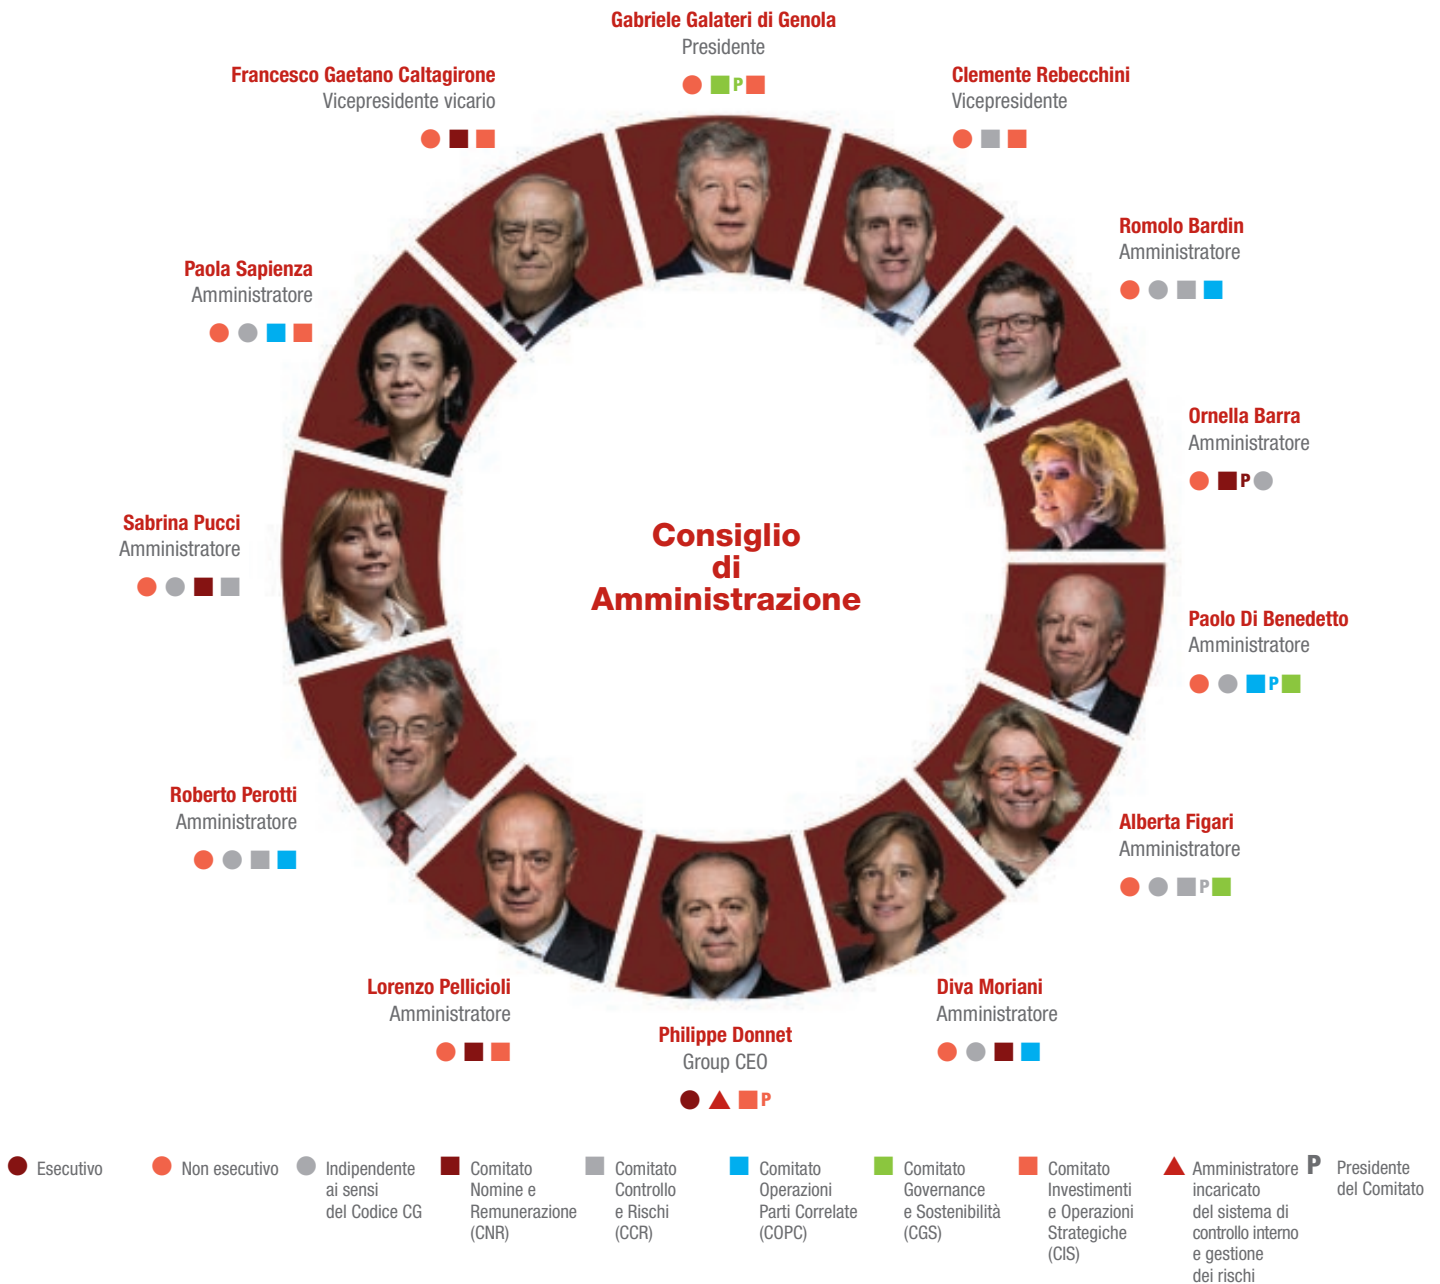 Gabriele Galateri di Genola
Presidente
P
Francesco Gaetano Caltagirone
Vicepresidente vicario
Clemente Rebecchini
Vicepresidente
Romolo Bardin
Amministratore
Paola Sapienza
Amministratore
Ornella Barra
Amministratore
P
Sabrina Pucci
Amministratore
Consiglio
di
Amministrazione
Paolo Di Benedetto
Amministratore
P
Roberto Perotti
Amministratore
Alberta Figari
Amministratore
P
Lorenzo Pellicioli
Amministratore
Diva Moriani
Amministratore
Philippe Donnet
Group CEO
P
Esecutivo
Non esecutivo
Indipendente
ai sensi
del Codice CG
Comitato
Nomine e
Remunerazione
(CNR)
Comitato
Controllo
e Rischi
(CCR)
Comitato
Operazioni
Parti Correlate
(COPC)
Comitato
Governance
e Sostenibilità
(CGS)
Comitato
Investimenti
e Operazioni
Strategiche
(CIS)
Amministratore
incaricato
del sistema di
controllo interno
e gestione
dei rischi
P Presidente
del Comitato